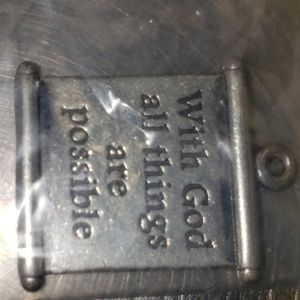 With God
all things
are
possible